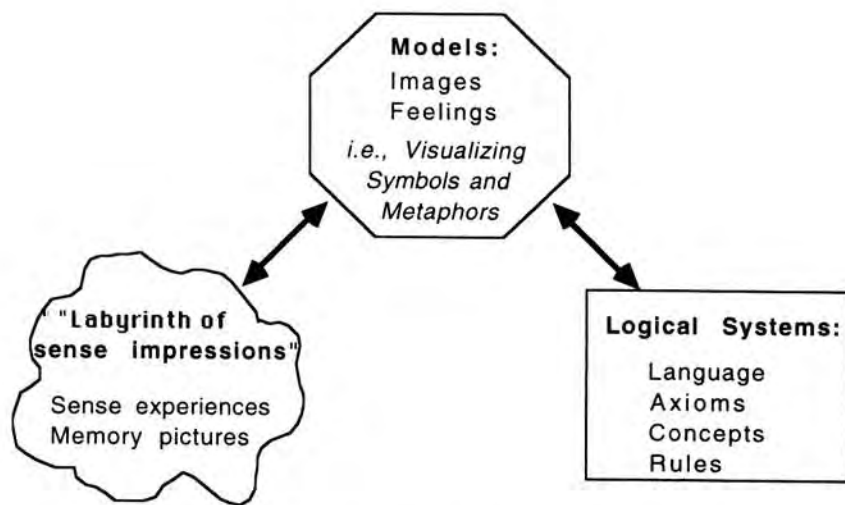 Models:
Images
Feelings
i.e., Visualizing
Symbols and
Metaphors
" "Labyrinth of
sense impressions"
Sense experiences
Memory pictures
Logical Systems:
Language
Axioms
Concepts
Rules